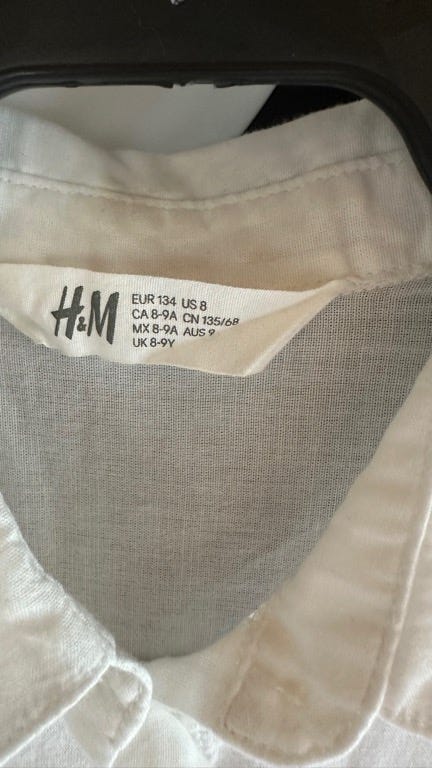 H&M
EUR 134 US 8
CA 8-9A CN 135/68
MX 8-9A AUS 9
UK 8-9Y